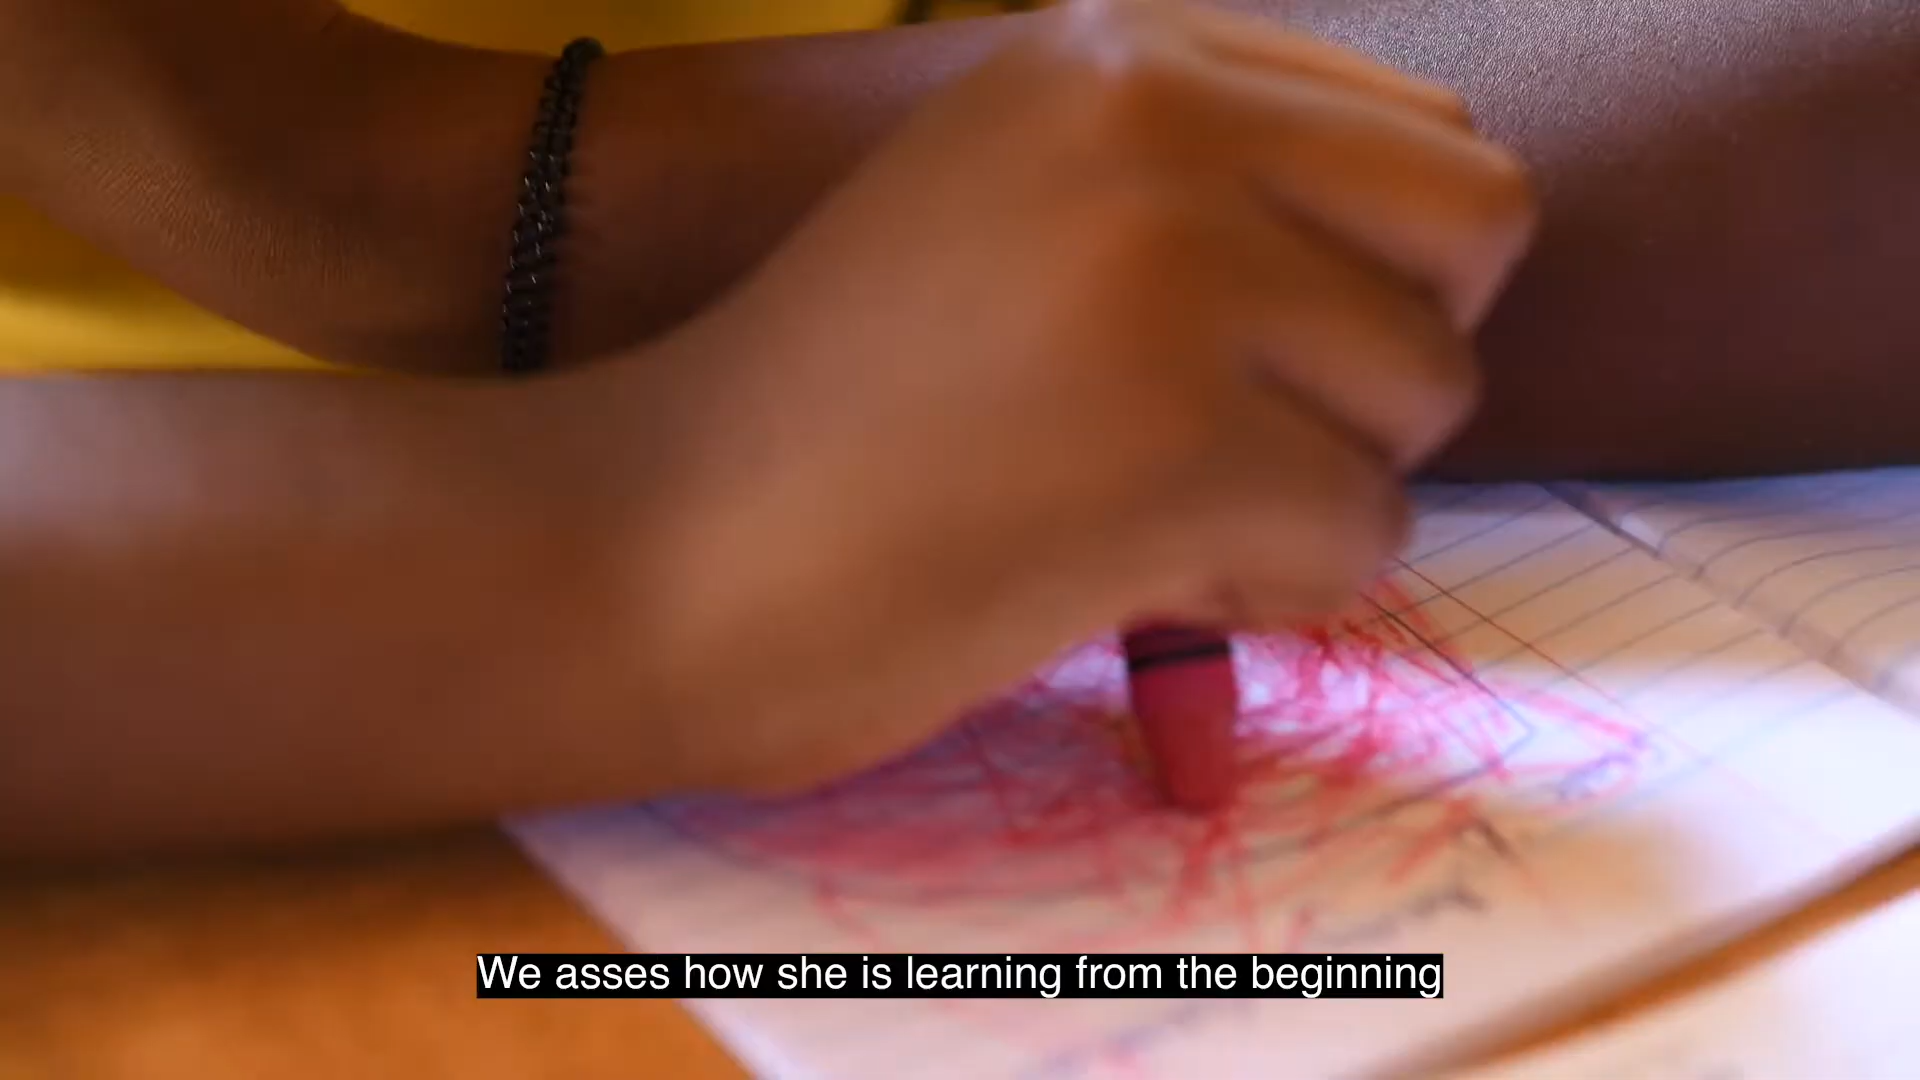 We asses how she is learning from the beginning